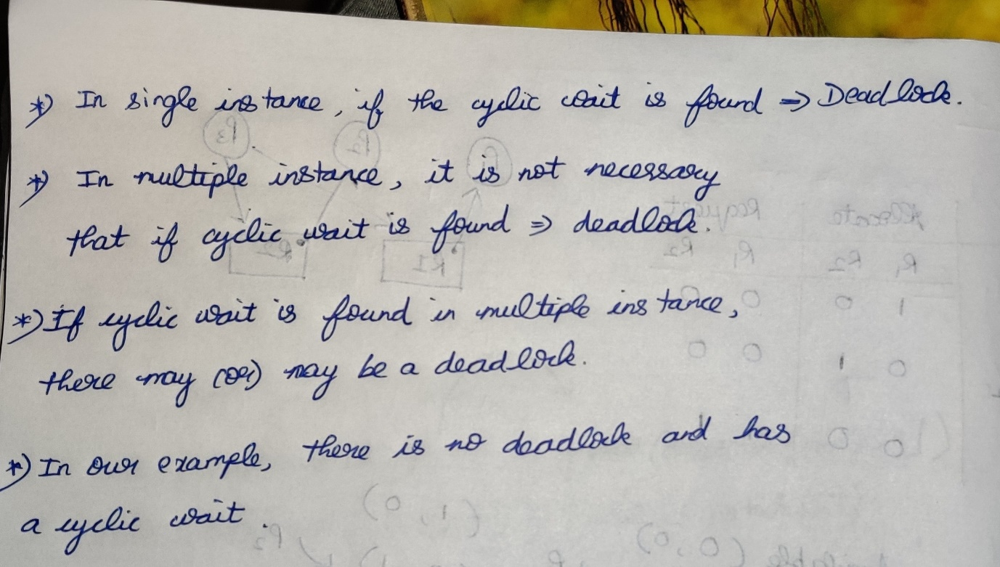 *) In single instance, if the cyclic wait is found ⇒ Deadlock.
*) In multiple instance, it is not necessary
that if cyclic wait is found ⇒ deadlock.
*) If cyclic wait is found in multiple instance,
there may (or) may be a deadlock.
*) In our example, there is no deadlock and has
a cyclic wait.